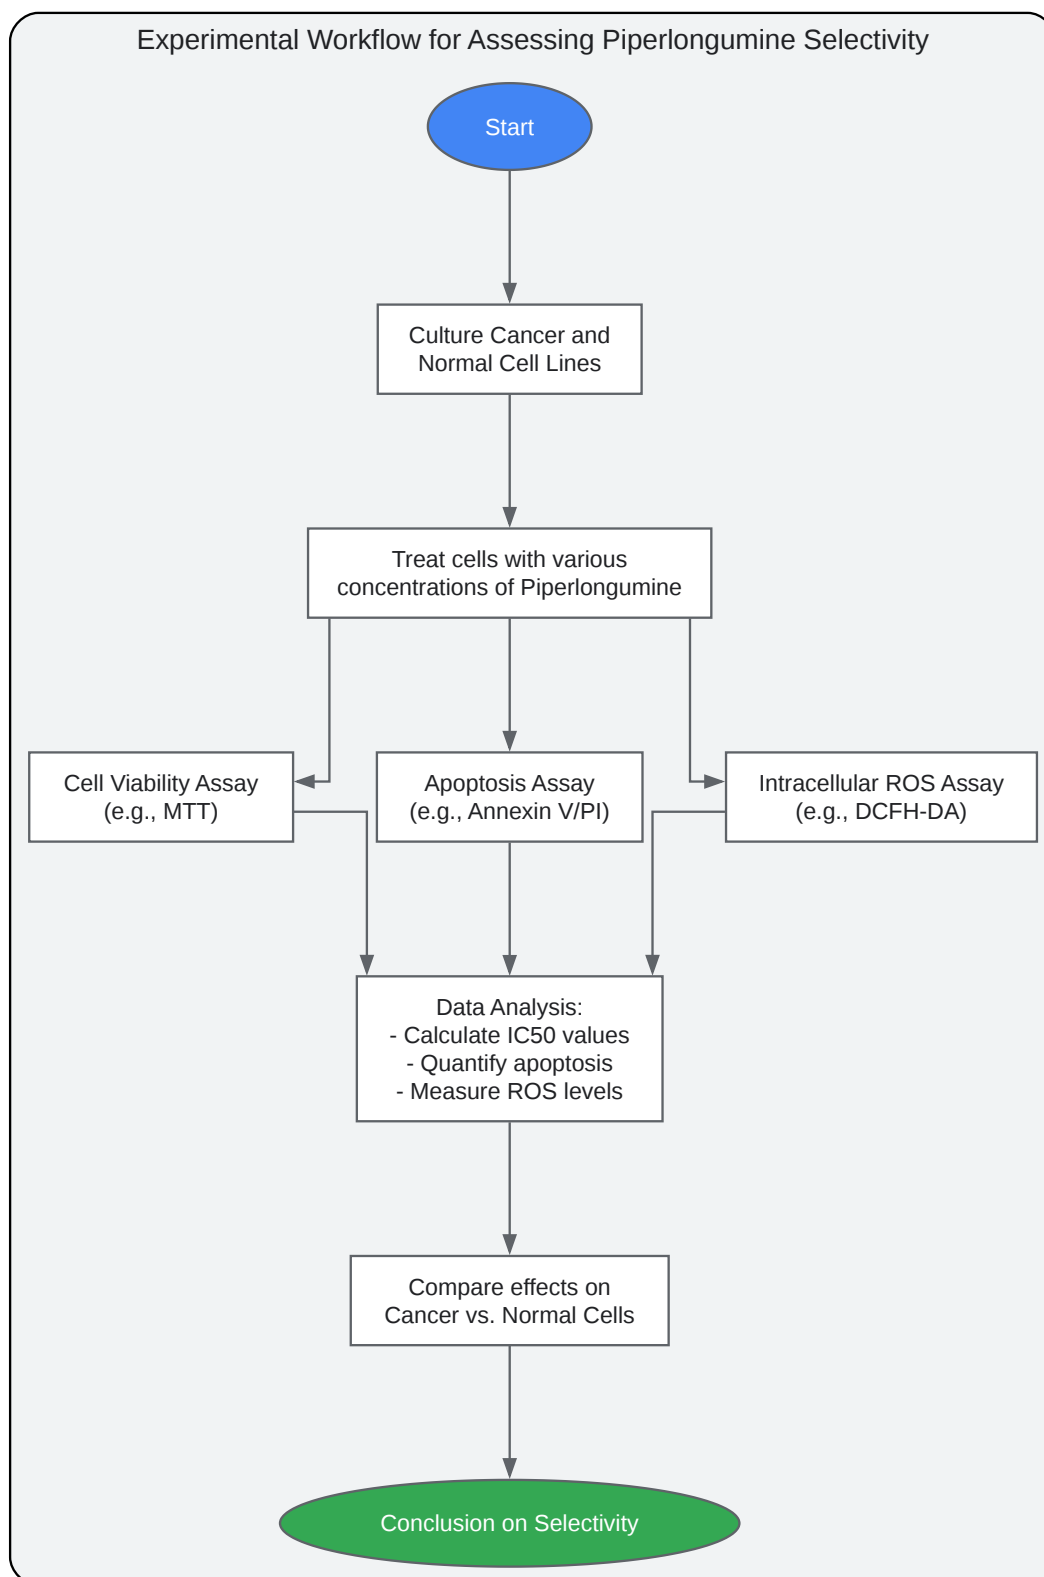 Experimental Workflow for Assessing Piperlongumine Selectivity
Start
Culture Cancer and
Normal Cell Lines
Treat cells with various
concentrations of Piperlongumine
Cell Viability Assay
(e.g., MTT)
Apoptosis Assay
(e.g., Annexin V/PI)
Intracellular ROS Assay
(e.g., DCFH-DA)
Data Analysis:
- Calculate IC50 values
- Quantify apoptosis
- Measure ROS levels
Compare effects on
Cancer vs. Normal Cells
Conclusion on Selectivity